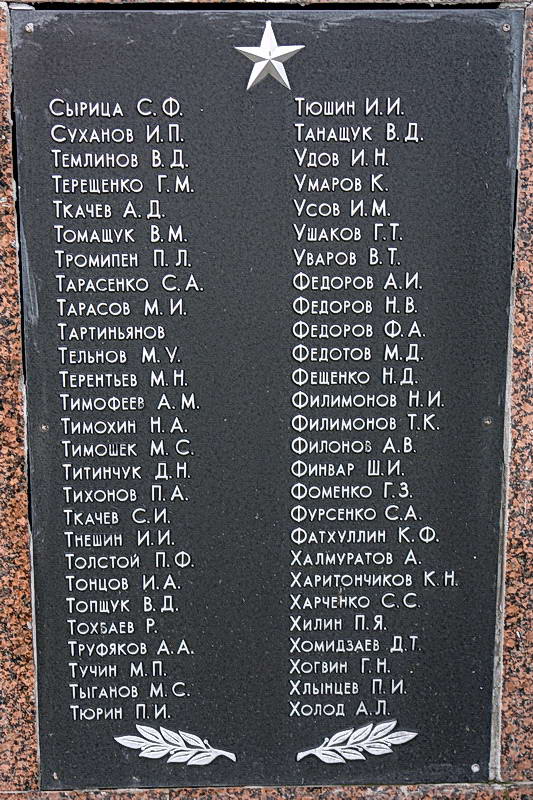 Сырица С.Ф.
Суханов И.П.
Темлинов В.Д.
Терещенко Г.М.
Ткачев А.Д.
Томащук В.М.
Тромипен П.Л.
Тарасенко С.А.
Тарасов М.И.
Тартиньянов
Тельнов М.У.
Терентьев М.Н.
Тимофеев А.М.
Тимохин Н.А.
Тимошек М.С.
Титинчук Д.Н.
Тихонов П.А.
Ткачев С.И.
Тнешин И.И.
Толстой П.Ф.
Тонцов И.А.
Топщук В.Д.
Тохбаев Р.
Труфяков А.А.
Тучин М.П.
Тыганов М.С.
Тюрин П.И.
Тюшин И.И.
Танащук В.Д.
Удов И.Н.
Умаров К.
Усов И.М.
Ушаков Г.Т.
Уваров В.Т.
Федоров А.И.
Федоров Н.В.
Федоров Ф.А.
Федотов М.Д.
Фещенко Н.Д.
Филимонов Н.И.
Филимонов Т.К.
Филонов А.В.
Финвар Ш.И.
Фоменко Г.З.
Фурсенко С.А.
Фатхуллин К.Ф.
Халмуратов А.
Харитончиков К.Н.
Харченко С.С.
Хилин П.Я.
Хомидзаев Д.Т.
Хогвин Г.Н.
Хлынцев П.И.
Холод А.Л.